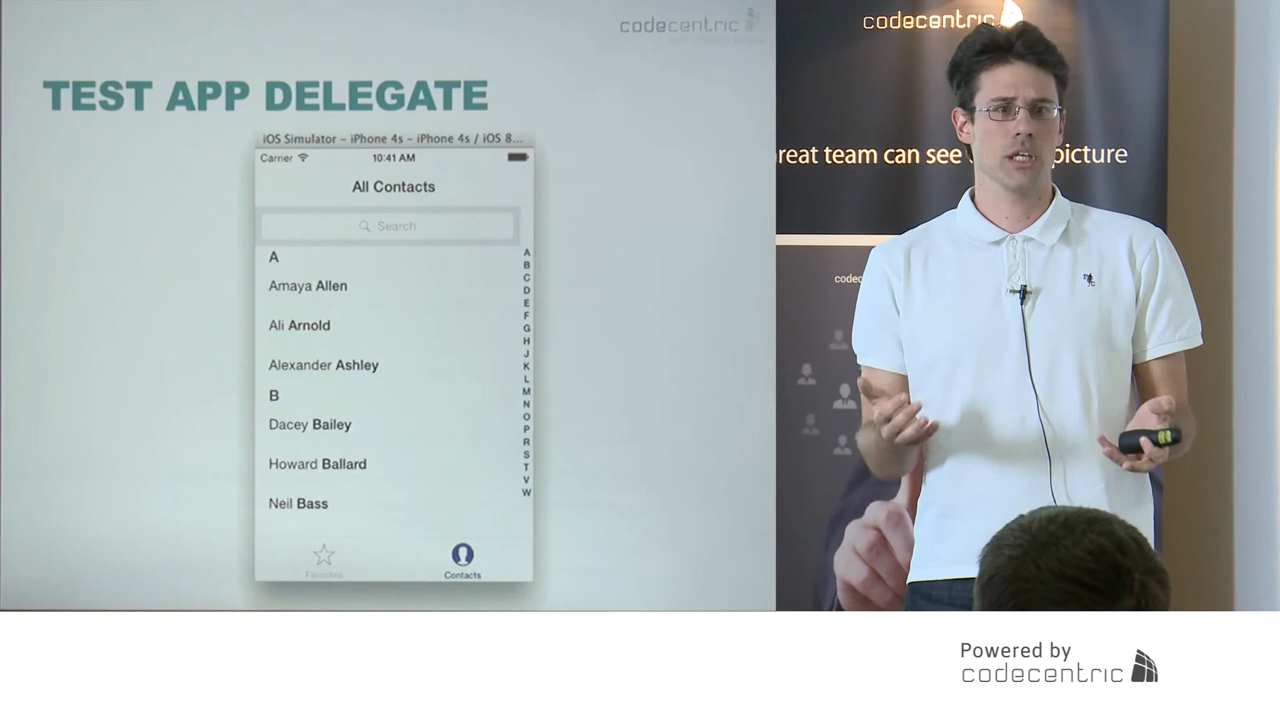 codecentric
TEST APP DELEGATE
iOS Simulator – iPhone 4s – iPhone 4s / iOS 8...
Carrier
10:41 AM
All Contacts
Search
A
Amaya Allen
Ali Arnold
Alexander Ashley
B
Dacey Bailey
Howard Ballard
Neil Bass
A
B
C
D
E
F
G
H
J
K
L
M
N
O
P
R
S
T
V
W
Favorites
Contacts
codecentric
reat team can see
picture
codec
Powered by
codecentric